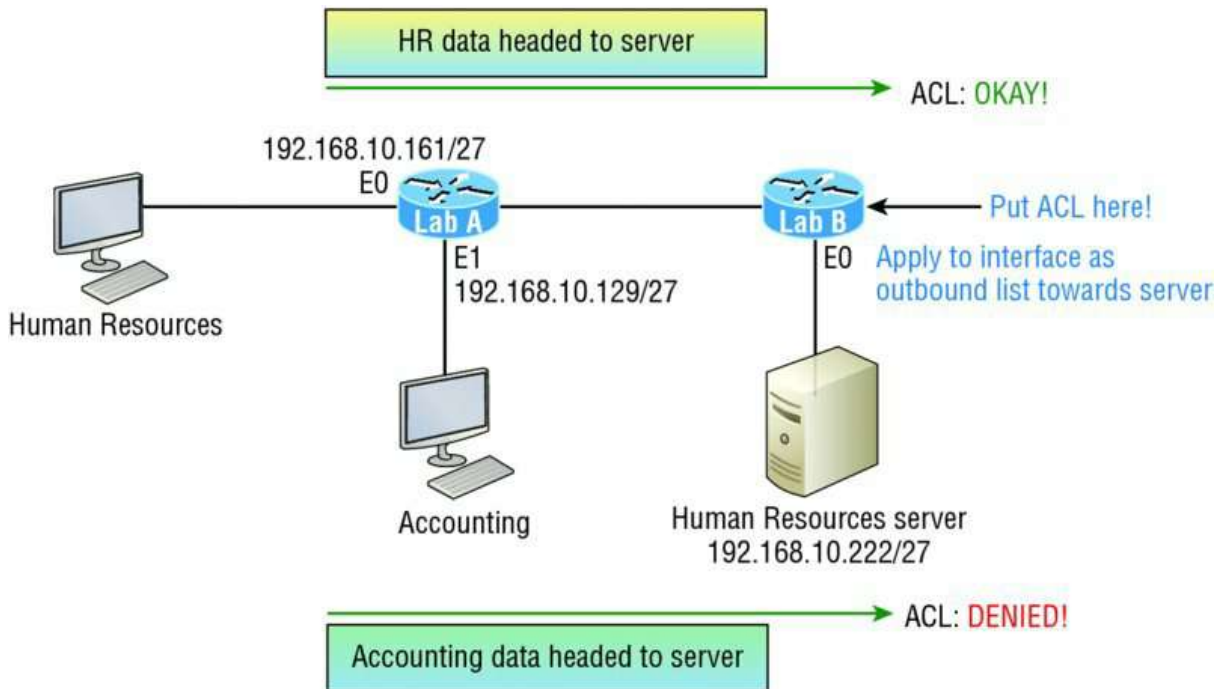 HR data headed to server
ACL: OKAY!
192.168.10.161/27
E0
Lab A
Lab B
Put ACL here!
E1
192.168.10.129/27
E0
Apply to interface as
outbound list towards server
Human Resources
Accounting
Human Resources server
192.168.10.222/27
ACL: DENIED!
Accounting data headed to server